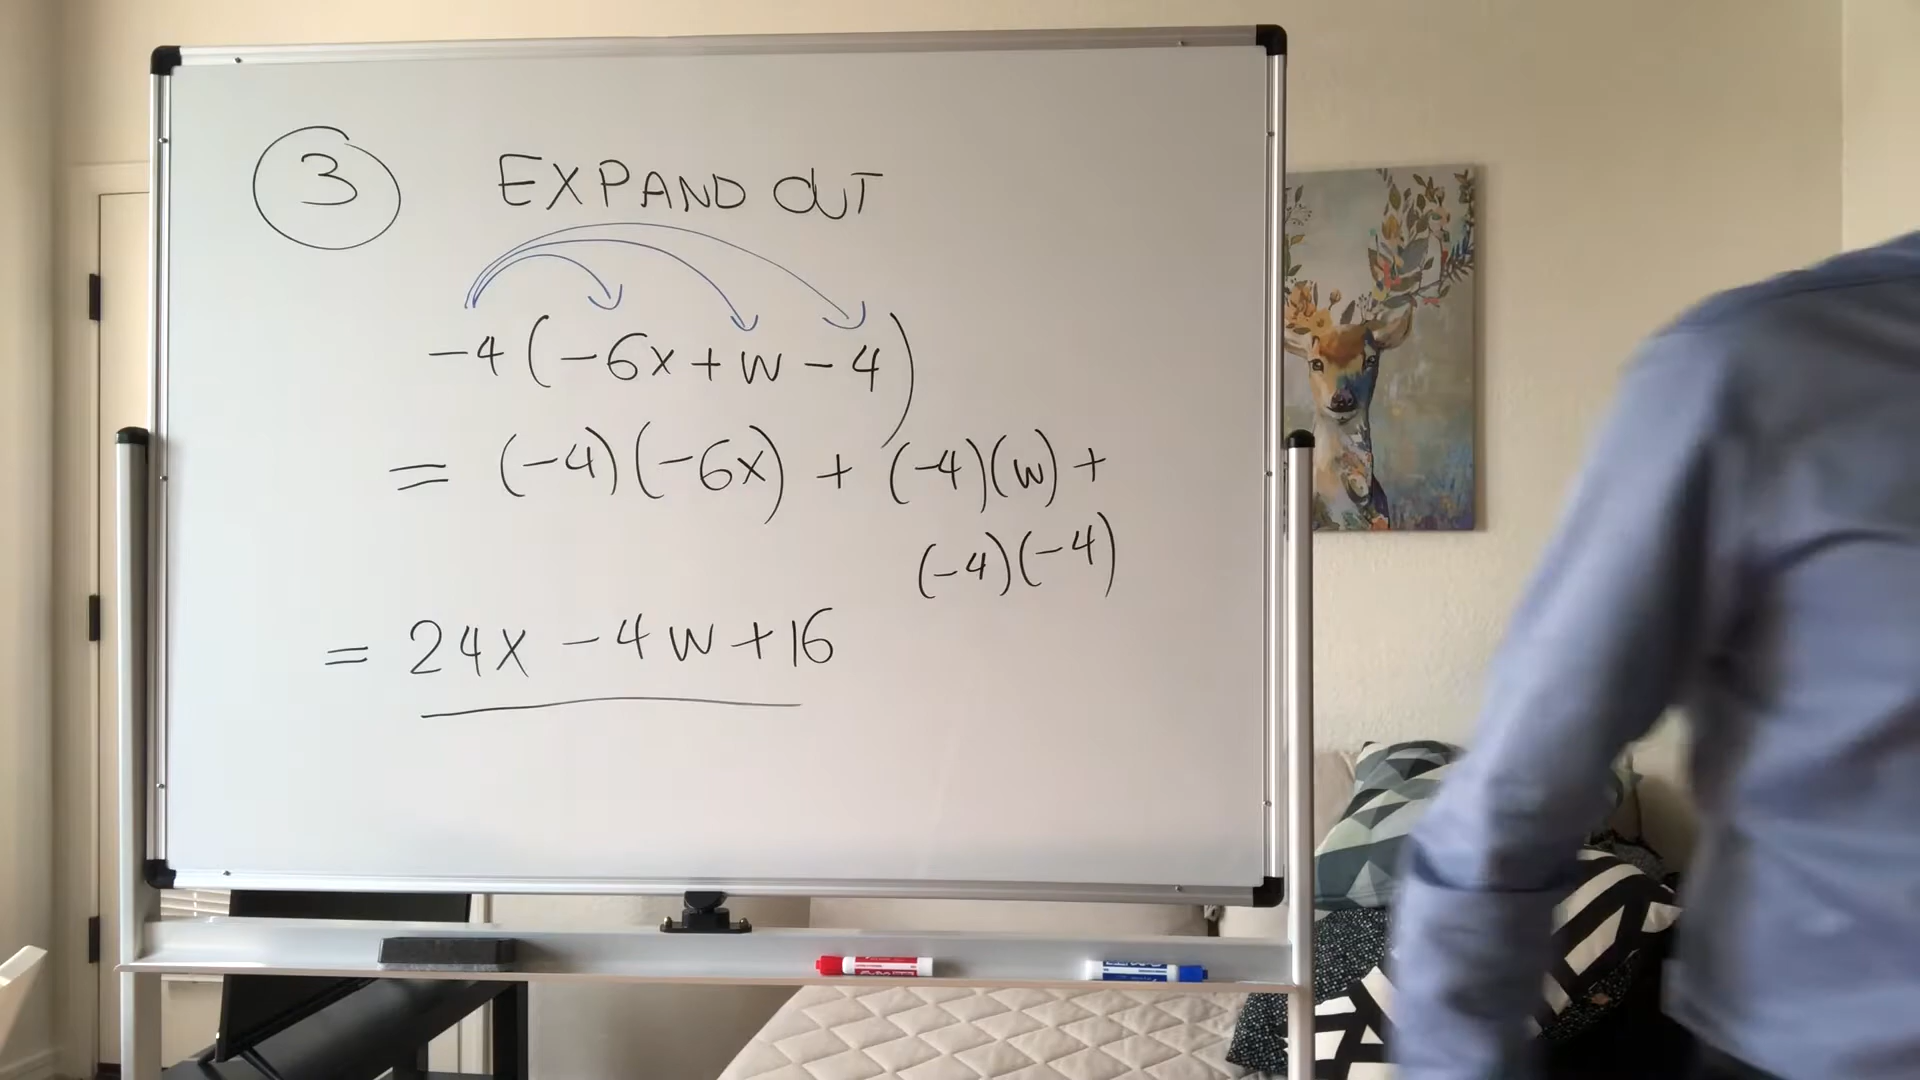 3 EXPAND OUT
-4(-6x+w-4)
= (-4)(-6x) + (-4)(w) +
(-4)(-4)
= 24x - 4w + 16